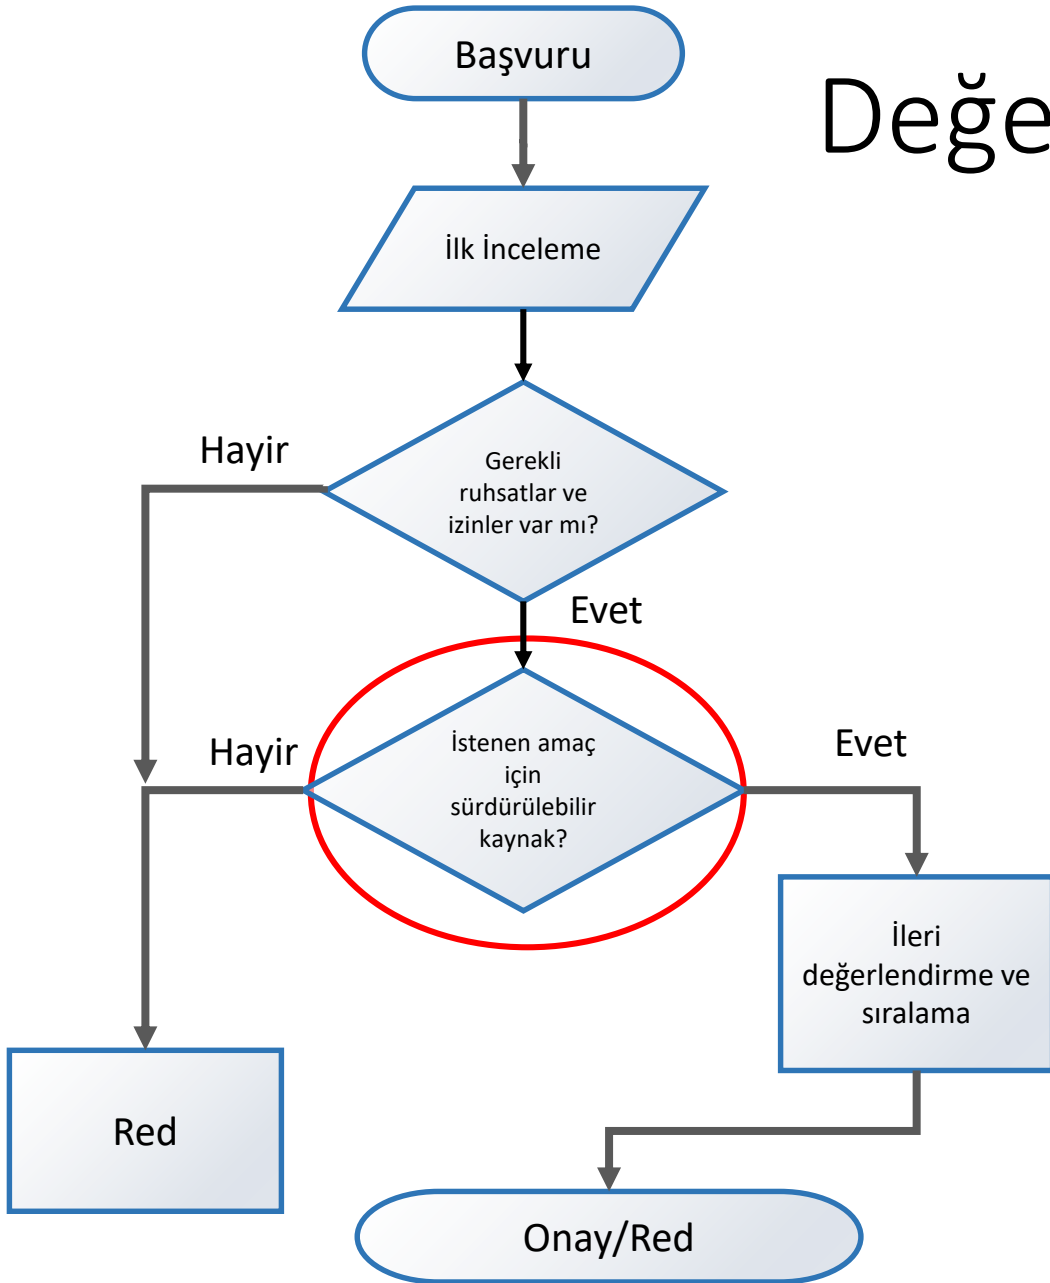 Başvuru
Değe
İlk İnceleme
Hayir
Gerekli
ruhsatlar ve
izinler var mı?
Evet
Hayir
İstenen amaç
için
sürdürülebilir
kaynak?
Evet
İleri
değerlendirme ve
sıralama
Red
Onay/Red